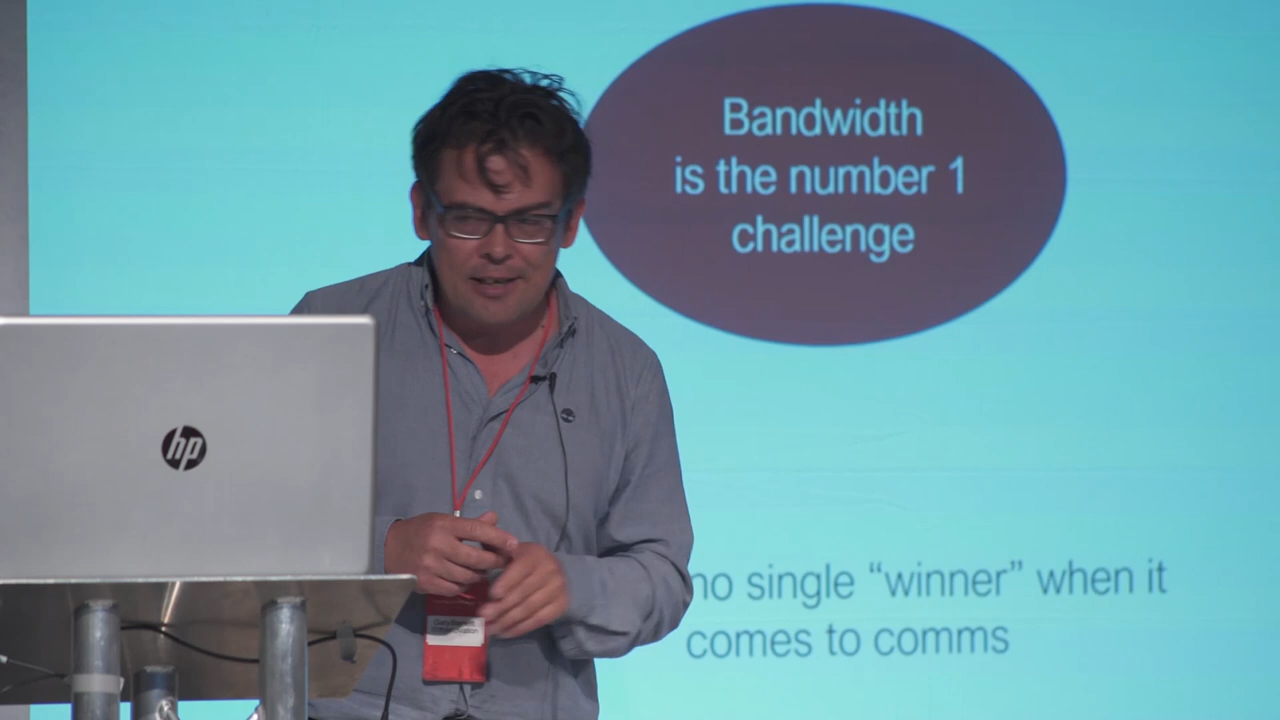 Bandwidth
is the number 1
challenge
no single “winner” when it
comes to comms
hp